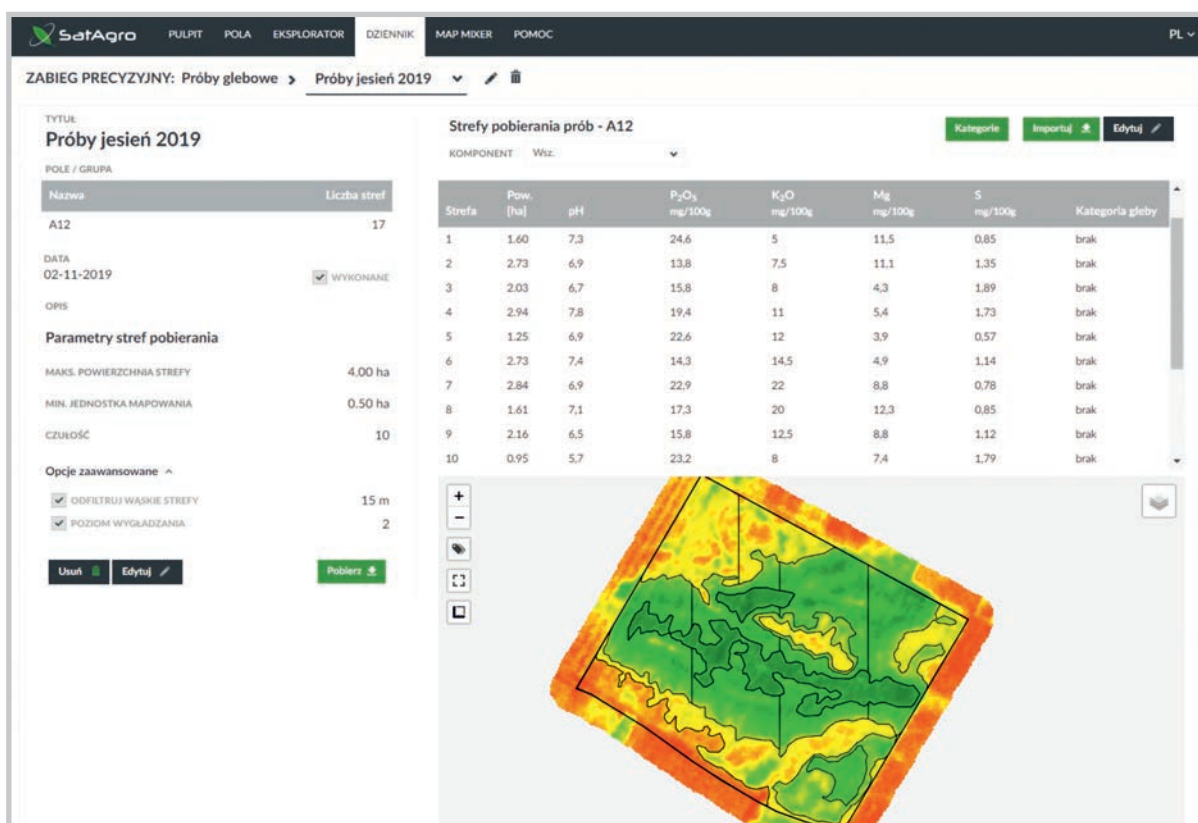 SatAgro PULPIT POLA EKSPLORATOR DZIENNIK MAP MIXER POMOC PL
ZABIEG PRECYZYJNY: Próby glebowe > Próby jesień 2019
TYTUŁ
Próby jesień 2019
POLE / GRUPA
Nazwa Liczba stref
A12 17
DATA
02-11-2019 WYKONANE
OPIS
Parametry stref pobierania
MAKS. POWIERZCHNIA STREFY 4.00 ha
MIN. JEDNOSTKA MAPOWANIA 0.50 ha
CZUŁOŚĆ 10
Opcje zaawansowane
ODFILTRUJ WĄSKIE STREFY 15 m
POZIOM WYGŁADZANIA 2
Usuń Edytuj Pobierz
Strefy pobierania prób - A12 Kategorie Importuj Edytuj
KOMPONENT Wsz.
Strefa Pow. [ha] pH P₂O₅ mg/100g K₂O mg/100g Mg mg/100g S mg/100g Kategoria gleby
1 1.60 7,3 24,6 5 11,5 0,85 brak
2 2.73 6,9 13,8 7,5 11,1 1,35 brak
3 2.03 6,7 15,8 8 4,3 1,89 brak
4 2.94 7,8 19,4 11 5,4 1,73 brak
5 1.25 6,9 22,6 12 3,9 0,57 brak
6 2.73 7,4 14,3 14,5 4,9 1,14 brak
7 2.84 6,9 22,9 22 8,8 0,78 brak
8 1.61 7,1 17,3 20 12,3 0,85 brak
9 2.16 6,5 15,8 12,5 8,8 1,12 brak
10 0.95 5,7 23,2 8 7,4 1,79 brak
+
−